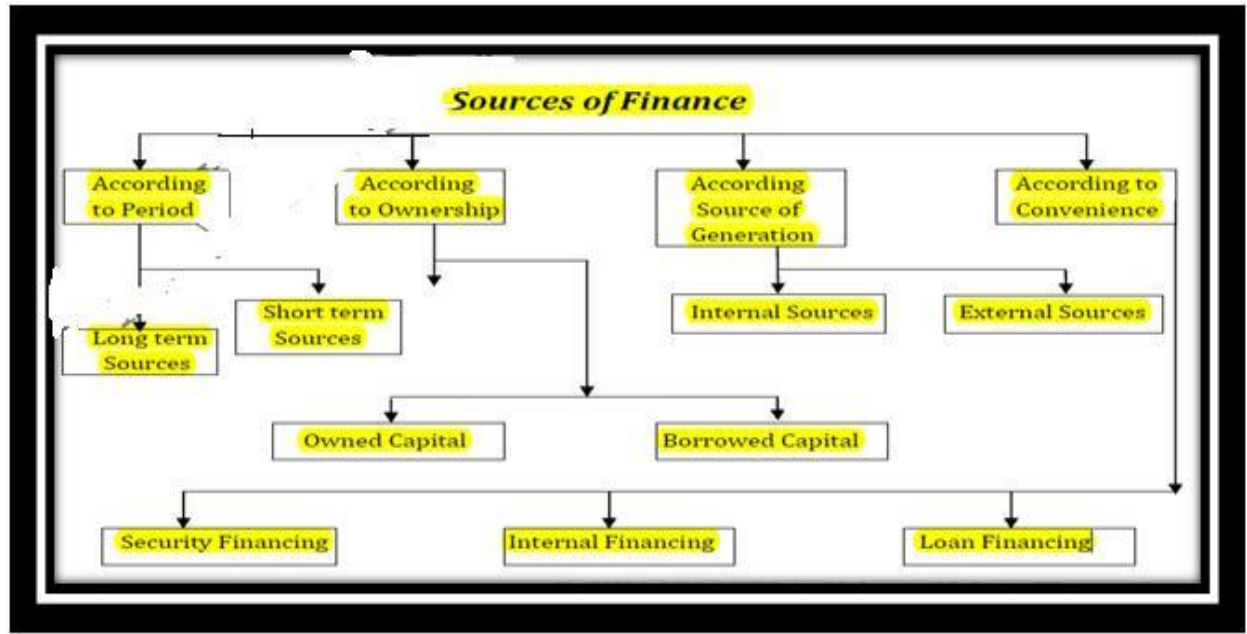 Sources of Finance
According
to Period
According
to Ownership
According
Source of
Generation
According to
Convenience
Short term
Sources
Long term
Sources
Internal Sources
External Sources
Owned Capital
Borrowed Capital
Security Financing
Internal Financing
Loan Financing